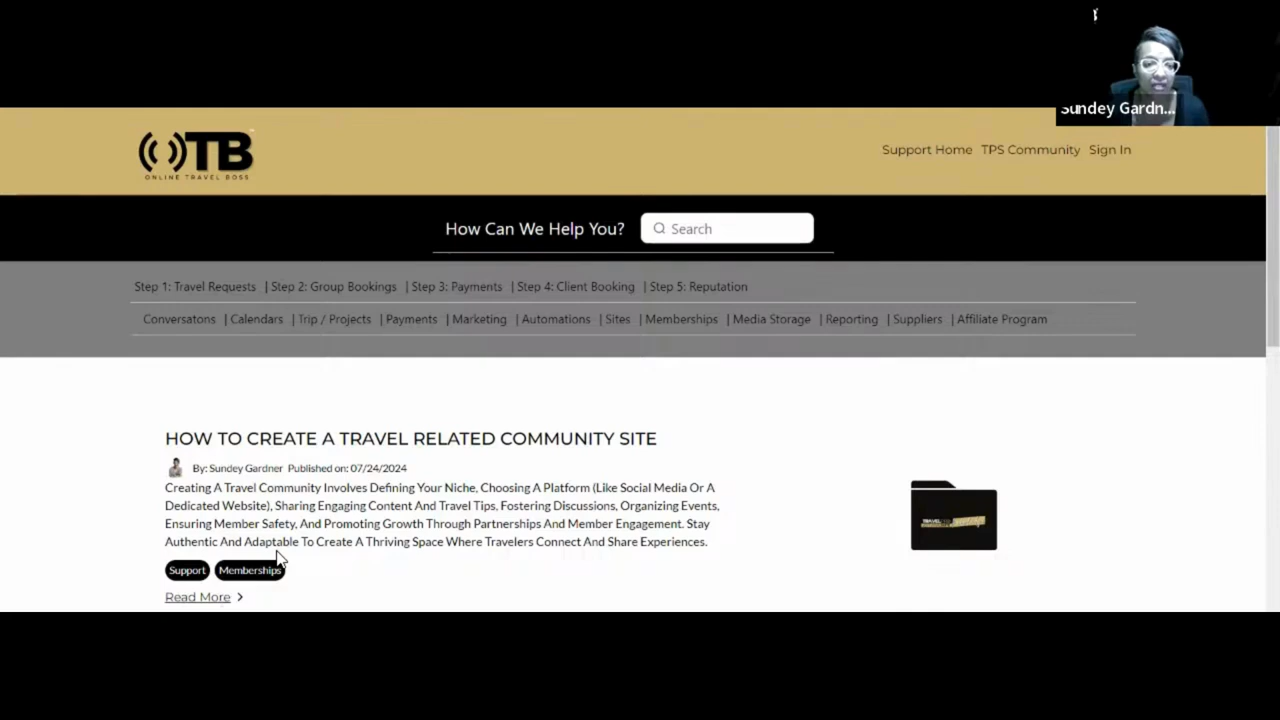 Sundey Gardn...
OTB
ONLINE TRAVEL BOSS
Support Home TPS Community Sign In
How Can We Help You? Search
Step 1: Travel Requests | Step 2: Group Bookings | Step 3: Payments | Step 4: Client Booking | Step 5: Reputation
Conversatons | Calendars | Trip / Projects | Payments | Marketing | Automations | Sites | Memberships | Media Storage | Reporting | Suppliers | Affiliate Program
HOW TO CREATE A TRAVEL RELATED COMMUNITY SITE
By: Sundey Gardner Published on: 07/24/2024
Creating A Travel Community Involves Defining Your Niche, Choosing A Platform (Like Social Media Or A
Dedicated Website), Sharing Engaging Content And Travel Tips, Fostering Discussions, Organizing Events,
Ensuring Member Safety, And Promoting Growth Through Partnerships And Member Engagement. Stay
Authentic And Adaptable To Create A Thriving Space Where Travelers Connect And Share Experiences.
Support Memberships
Read More >